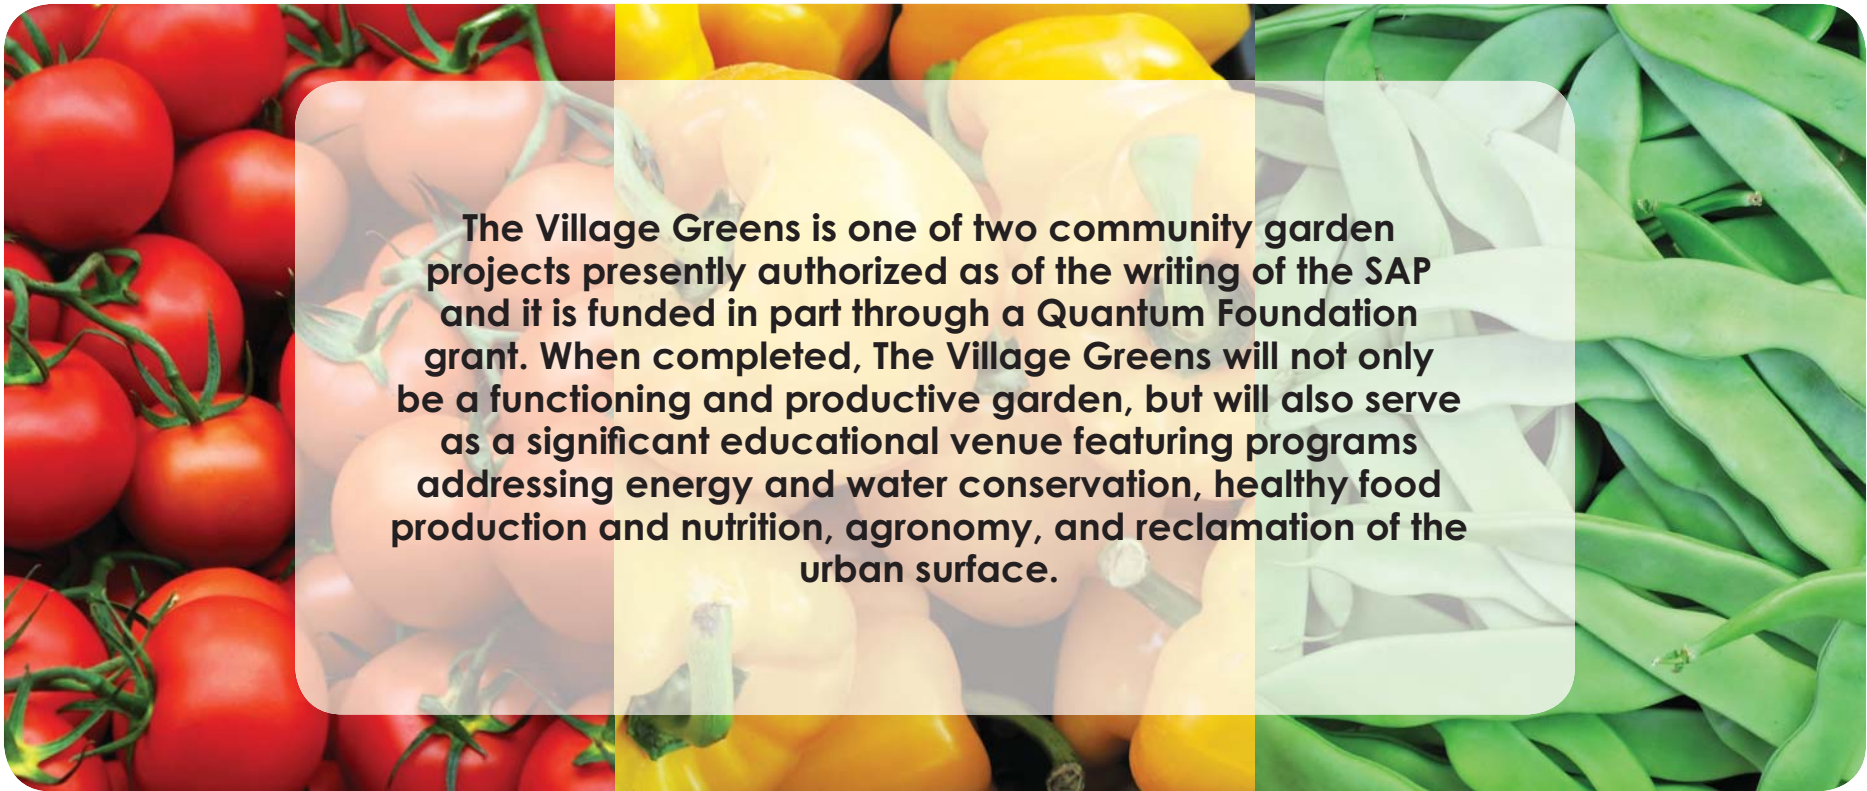 The Village Greens is one of two community garden
projects presently authorized as of the writing of the SAP
and it is funded in part through a Quantum Foundation
grant. When completed, The Village Greens will not only
be a functioning and productive garden, but will also serve
as a significant educational venue featuring programs
addressing energy and water conservation, healthy food
production and nutrition, agronomy, and reclamation of the
urban surface.